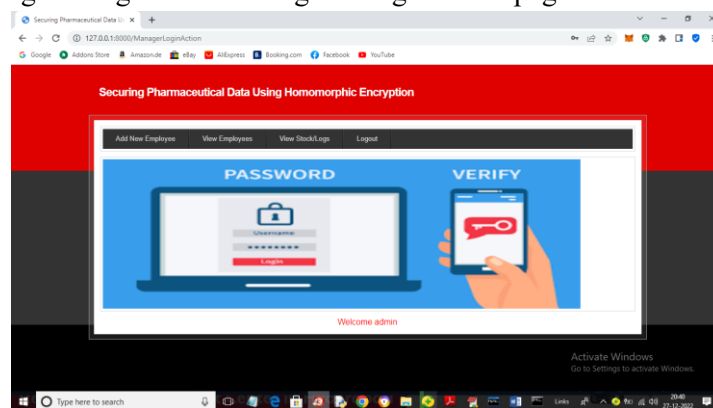 Securing Pharmaceutical Data Us
127.0.0.1:8000/ManagerLoginAction
Google Addons Store Amazon.de eBay AliExpress Booking.com Facebook YouTube
Securing Pharmaceutical Data Using Homomorphic Encryption
Add New Employee View Employees View Stock/Logs Logout
PASSWORD VERIFY
Username
Login
Welcome admin
Activate Windows
Go to Settings to activate Windows.
Type here to search Links 20:40
27-12-2022